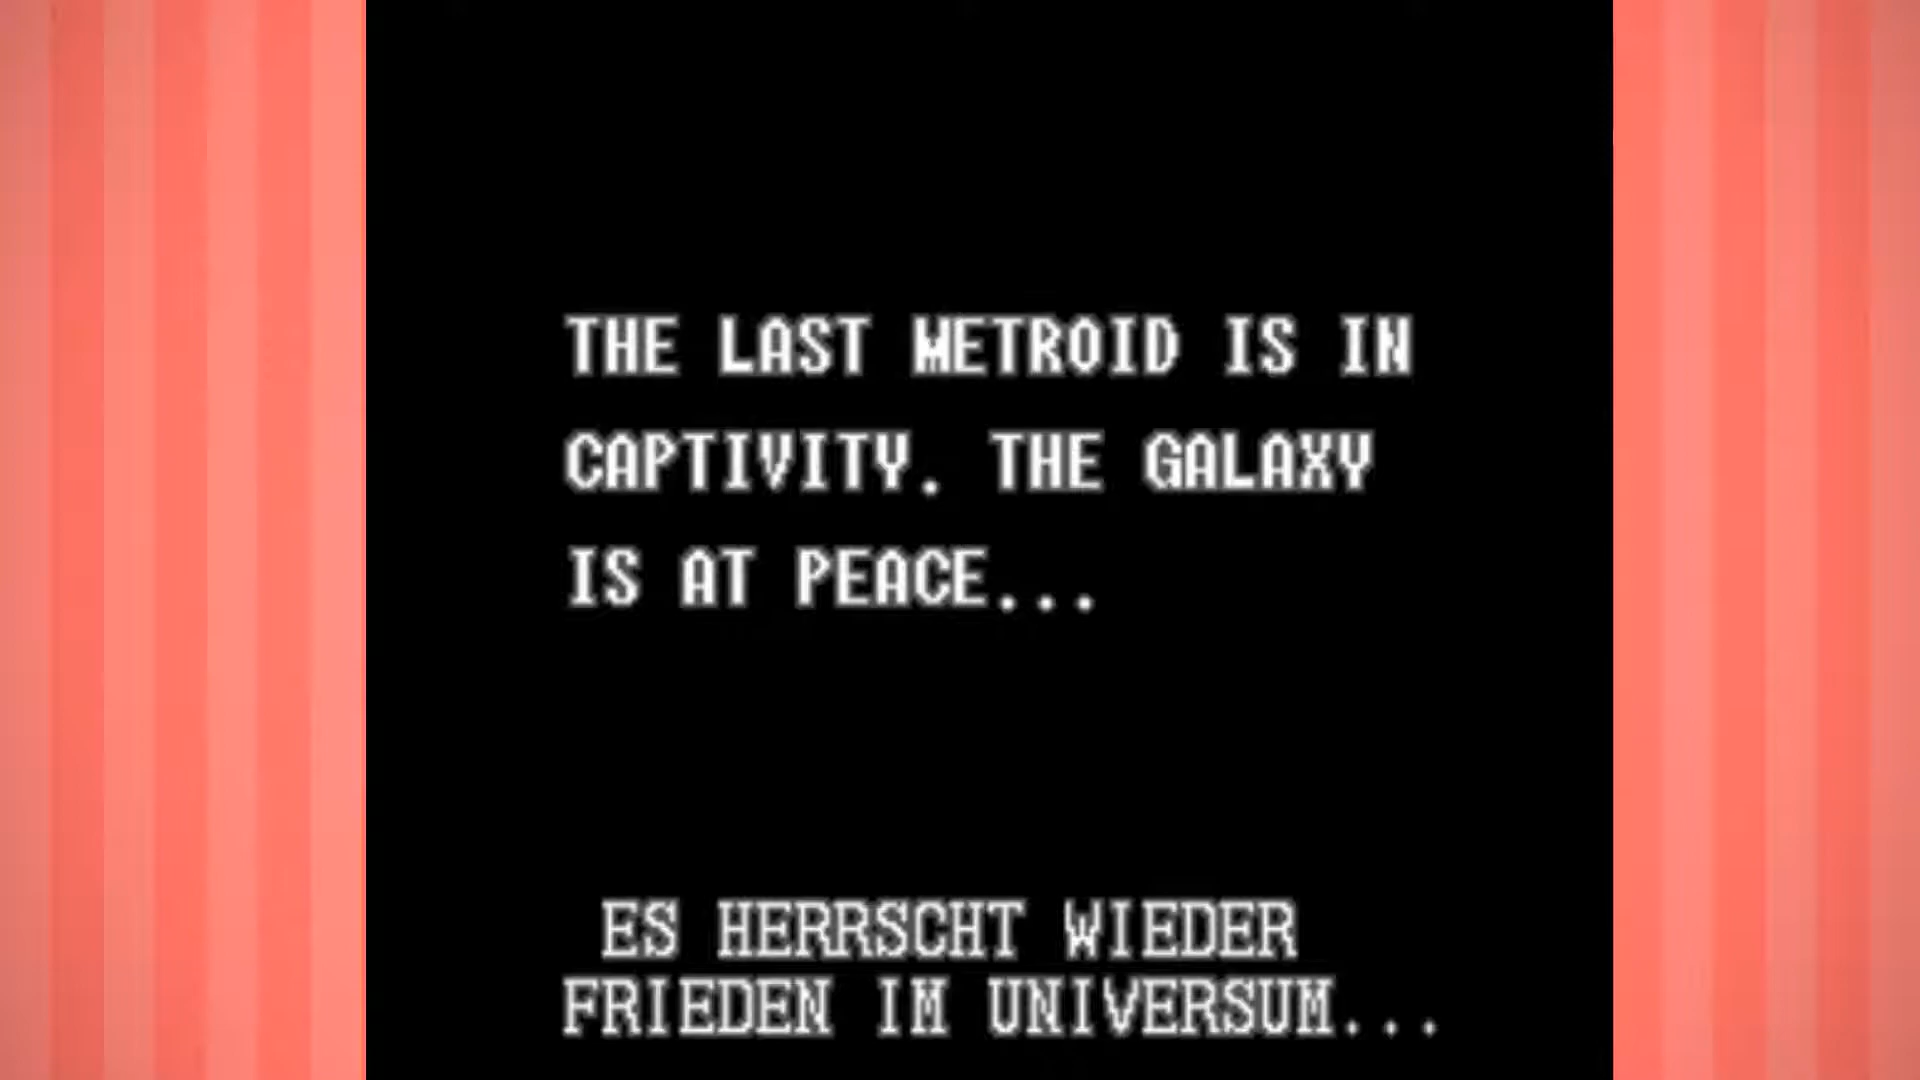 THE LAST METROID IS IN
CAPTIVITY. THE GALAXY
IS AT PEACE...
ES HERRSCHT WIEDER
FRIEDEN IM UNIVERSUM...